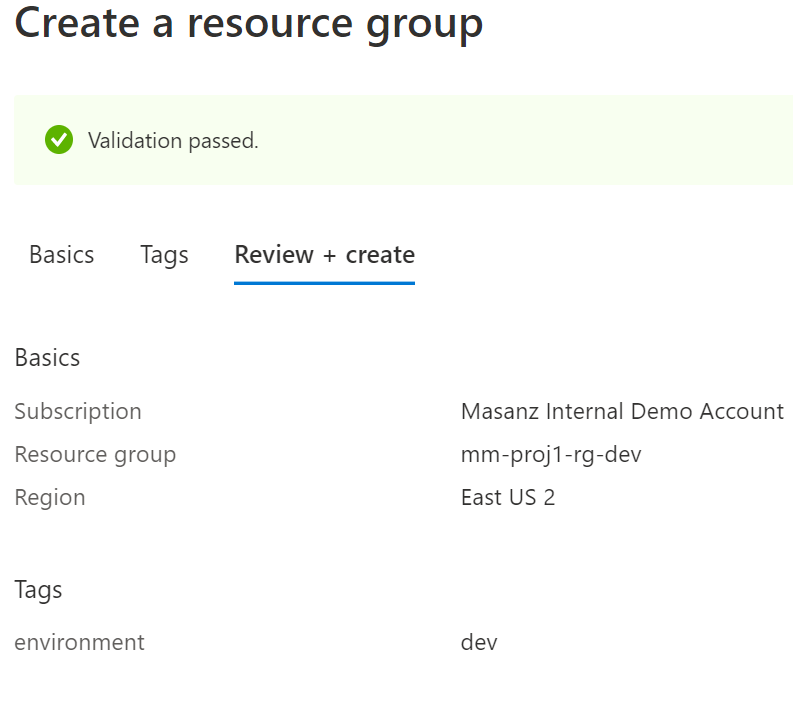 Create a resource group
Validation passed.
Basics Tags Review + create
Basics
Subscription Masanz Internal Demo Account
Resource group mm-proj1-rg-dev
Region East US 2
Tags
environment dev